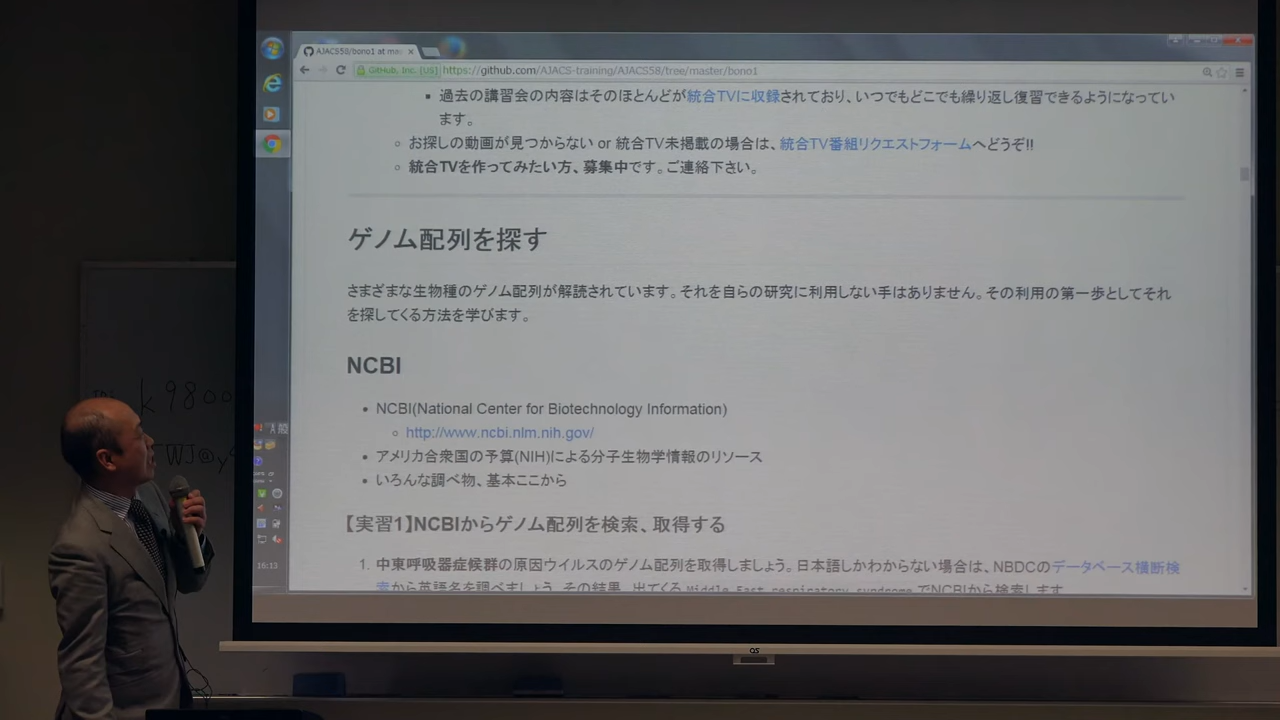 AJACS58/bono1 at ma
GitHub, Inc. [US] https://github.com/AJACS-training/AJACS58/tree/master/bono1
過去の講習会の内容はそのほとんどが統合TVに収録されており、いつでもどこでも繰り返し復習できるようになってい
ます。
お探しの動画が見つからない or 統合TV未掲載の場合は、統合TV番組リクエストフォームへどうぞ!!
統合TVを作ってみたい方、募集中です。ご連絡下さい。
ゲノム配列を探す
さまざまな生物種のゲノム配列が解読されています。それを自らの研究に利用しない手はありません。その利用の第一歩としてそれ
を探してくる方法を学びます。
NCBI
NCBI(National Center for Biotechnology Information)
http://www.ncbi.nlm.nih.gov/
アメリカ合衆国の予算(NIH)による分子生物学情報のリソース
いろんな調べ物、基本ここから
【実習1】NCBIからゲノム配列を検索、取得する
1. 中東呼吸器症候群の原因ウイルスのゲノム配列を取得しましょう。日本語しかわからない場合は、NBDCのデータベース横断検
索から英語名を調べましょう。その結果、出てくる Middle East respiratory syndrome でNCBIから検索します
A 般
16:13
k9800
WJ@y
OS